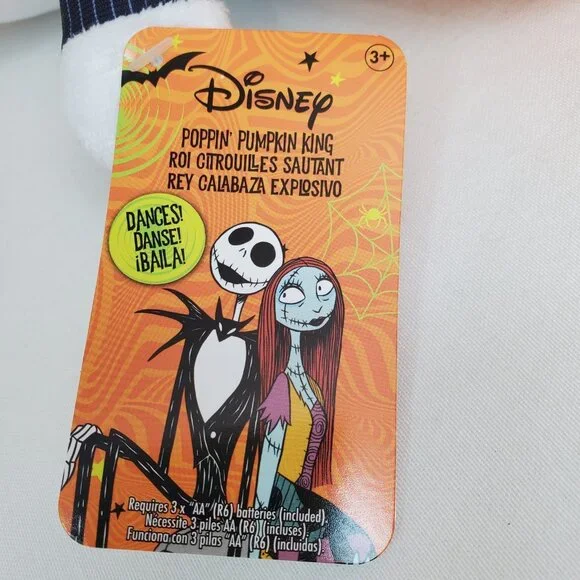 3+
Disney
POPPIN' PUMPKIN KING
ROI CITROUILLES SAUTANT
REY CALABAZA EXPLOSIVO
DANCES!
DANSE!
¡BAILA!
Requires 3 x "AA" (R6) batteries (included).
Nécessite 3 piles AA (R6) (incluses).
Funciona con 3 pilas "AA" (R6) (incluidas).